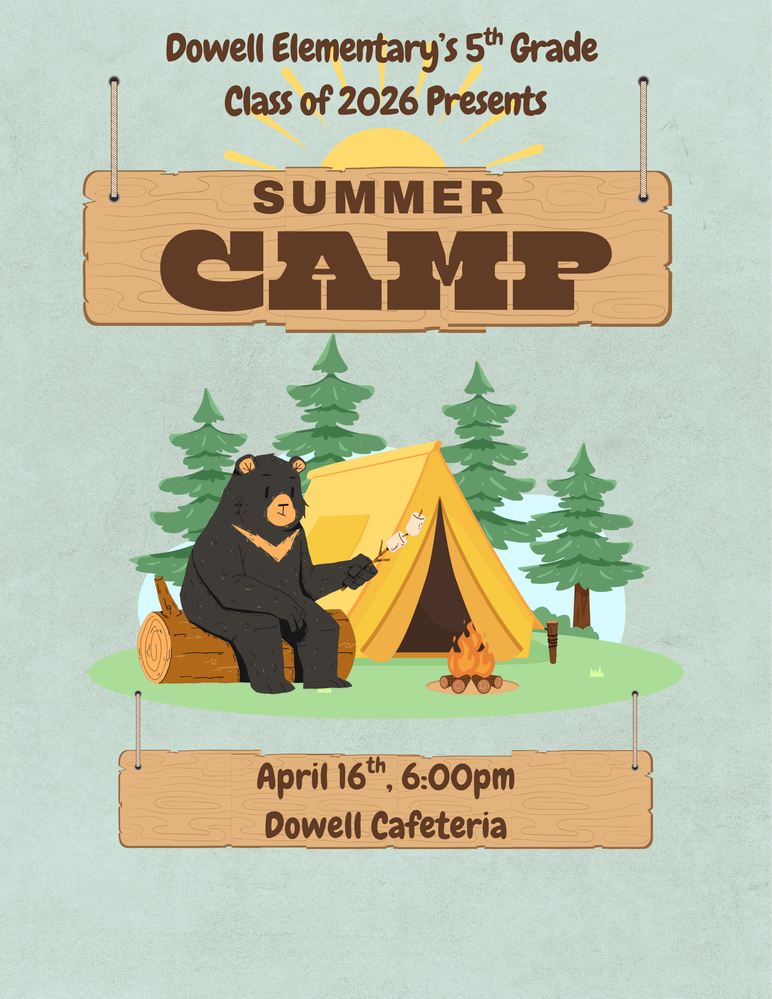 Dowell Elementary's 5th Grade
Class of 2026 Presents
SUMMER
CAMP
April 16th, 6:00pm
Dowell Cafeteria